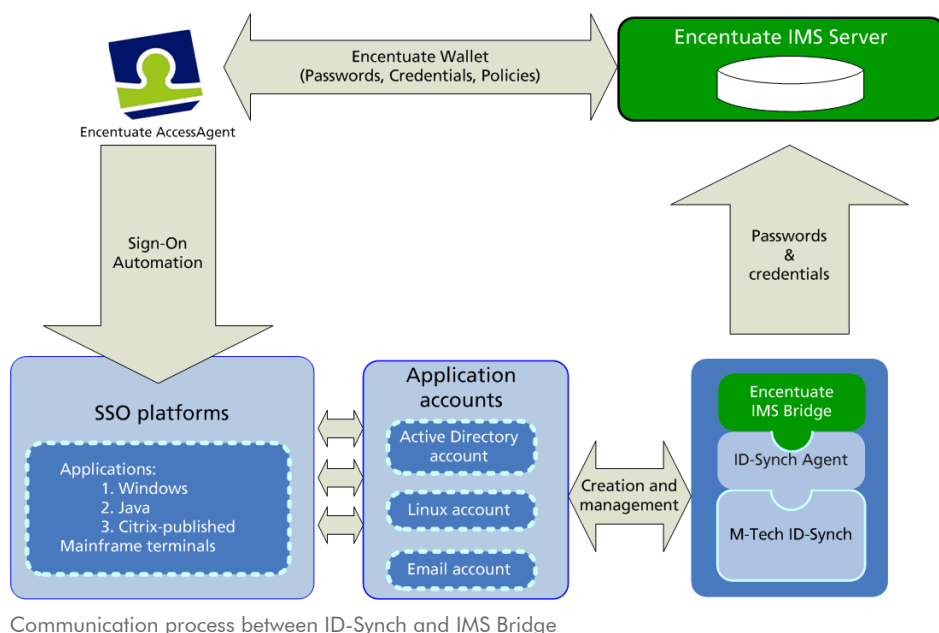 Encentuate Wallet
(Passwords, Credentials, Policies)
Encentuate IMS Server
Encentuate AccessAgent
Sign-On
Automation
Passwords
&
credentials
SSO platforms
Applications:
1. Windows
2. Java
3. Citrix-published
Mainframe terminals
Application
accounts
Active Directory
account
Linux account
Email account
Creation and
management
Encentuate
IMS Bridge
ID-Synch Agent
M-Tech ID-Synch
Communication process between ID-Synch and IMS Bridge